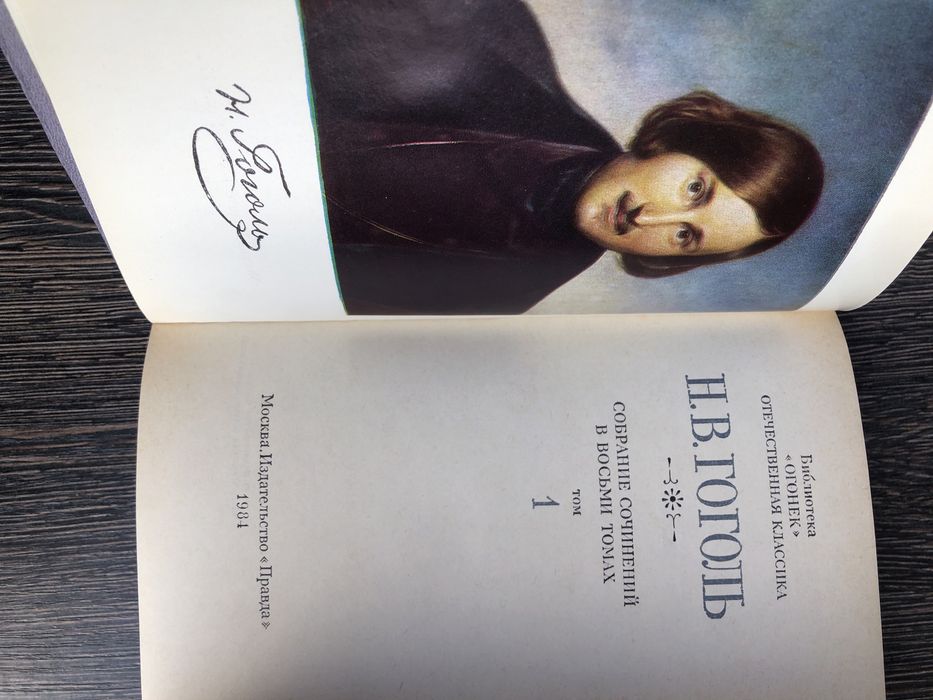 Н. Гоголь
Библиотека
«ОГОНЕК»
ОТЕЧЕСТВЕННАЯ КЛАССИКА
Н.В.ГОГОЛЬ
СОБРАНИЕ СОЧИНЕНИЙ
В ВОСЬМИ ТОМАХ
ТОМ
1
Москва.Издательство «Правда»
1984